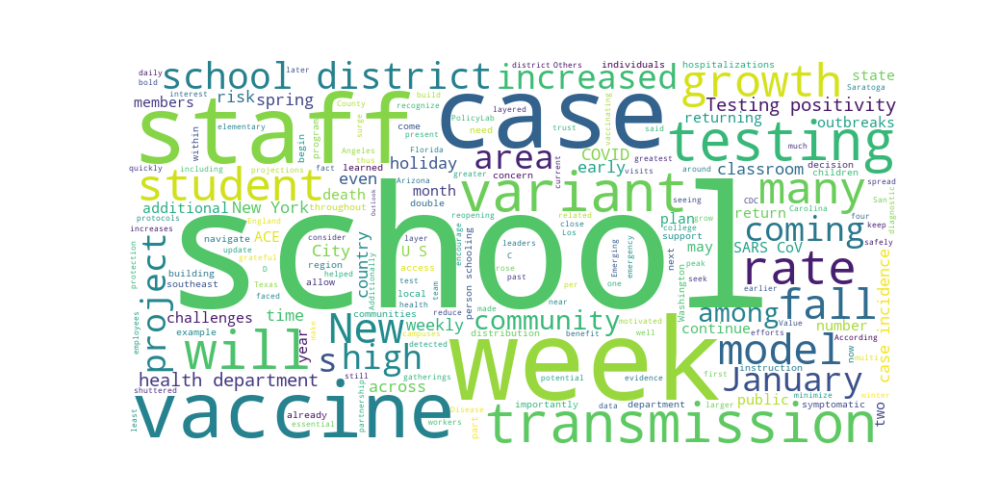 daily
bold
later
school district
district Others
increased
individuals
hospitalizations
growth
state
Saratoga
interest
members
risk
spring
County
recognize
build
layered
case
PolicyLab
need
vaccinating
said
Testing positivity
returning
outbreaks
staff
elementary
within
begin
program
surge
come
present
trust
testing
much
quickly
including
Angeles
thus
Florida
projections
fact
learned
holiday
area
concern
current
greatest
visits
COVID
early
around
classroom
decision
children
spread
student
even
Arizona
greater
variant
seeing
CDC
many
San
diagnostic
additional
New York
death
throughout
month
double
Outlook
reopening
related
college
grow
plan
support
return
Carolina
four
keep
safely
protocols
increases
England
navigate
update
grateful
ACE
consider
City
layer
U S
encourage
close
Los
leaders
C
rose
past
Emerging
emergency
may
next
peak
seek
SARS CoV
coming
earlier
protection
project
building
southeast
D
Texas
faced
region
helped
allow
country
Additionally
access
test
team
local
health
reduce
person schooling
school
per
near
one
Washington
rate
case incidence
challenges
example
time
communities
weekly
made
community
distribution
benefit
motivated
well
among
continue
efforts
Value
number
fall
According
employees
will
year
make
New
s
high
campuses
detected
week
model
instruction
now
multi
shuttered
health department
still
across
gatherings
partnership
potential
evidence
first
January
minimize
winter
least
vaccine
already
essential
workers
Disease
part
importantly
data
department
larger
public
symptomatic
two
transmission